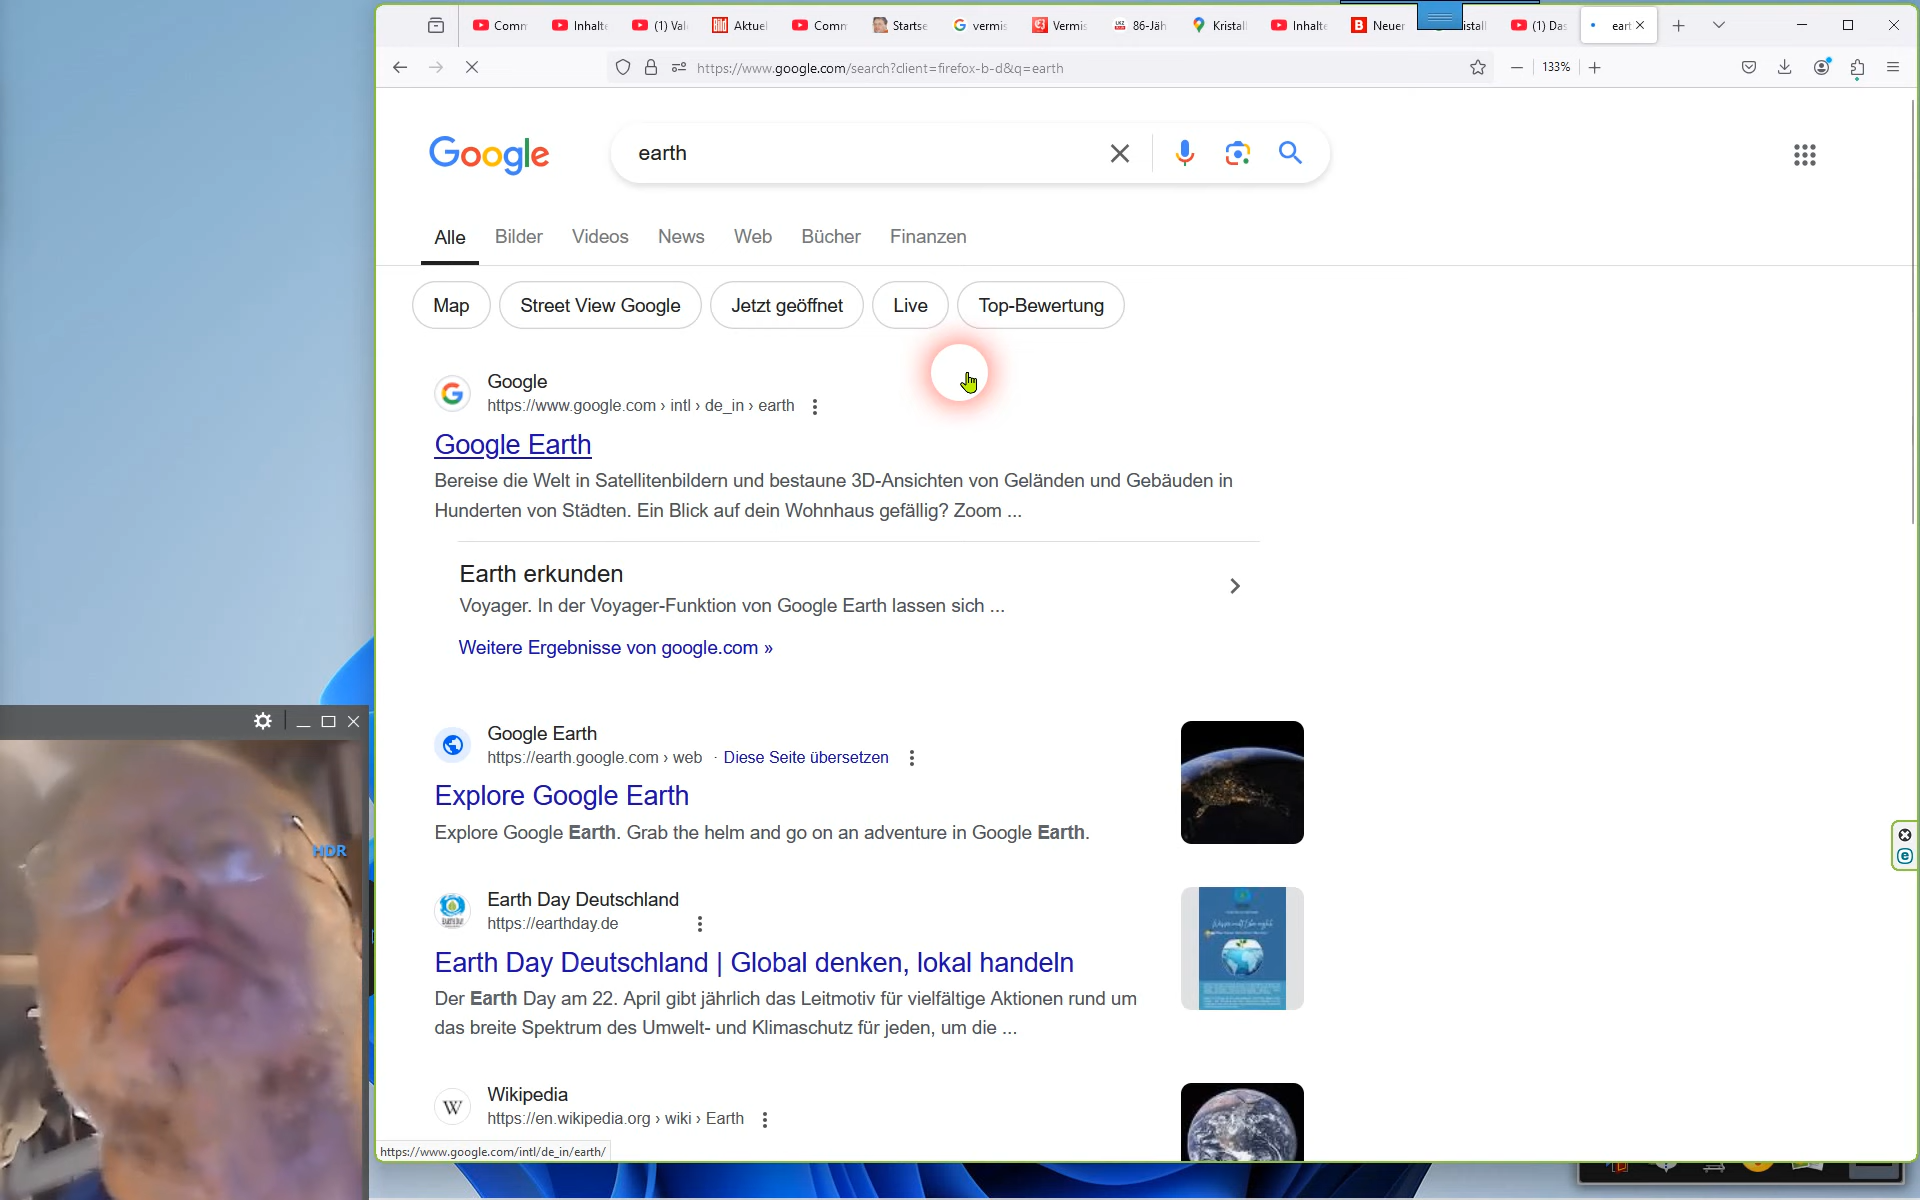 Comm
Inhalte
(1) Val
Bild Aktuel
Comm
Startse
vermis
Vermis
86-Jäh
Kristall
Inhalte
B Neuer
istall
(1) Das
eart
https://www.google.com/search?client=firefox-b-d&q=earth
133%
Google
earth
Alle Bilder Videos News Web Bücher Finanzen
Map Street View Google Jetzt geöffnet Live Top-Bewertung
Google
https://www.google.com › intl › de_in › earth
Google Earth
Bereise die Welt in Satellitenbildern und bestaune 3D-Ansichten von Geländen und Gebäuden in
Hunderten von Städten. Ein Blick auf dein Wohnhaus gefällig? Zoom ...
Earth erkunden
Voyager. In der Voyager-Funktion von Google Earth lassen sich ...
Weitere Ergebnisse von google.com »
Google Earth
https://earth.google.com › web · Diese Seite übersetzen
Explore Google Earth
Explore Google Earth. Grab the helm and go on an adventure in Google Earth.
HDR
Earth Day Deutschland
https://earthday.de
Earth Day Deutschland | Global denken, lokal handeln
Der Earth Day am 22. April gibt jährlich das Leitmotiv für vielfältige Aktionen rund um
das breite Spektrum des Umwelt- und Klimaschutz für jeden, um die ...
W
Wikipedia
https://en.wikipedia.org › wiki › Earth
https://www.google.com/intl/de_in/earth/